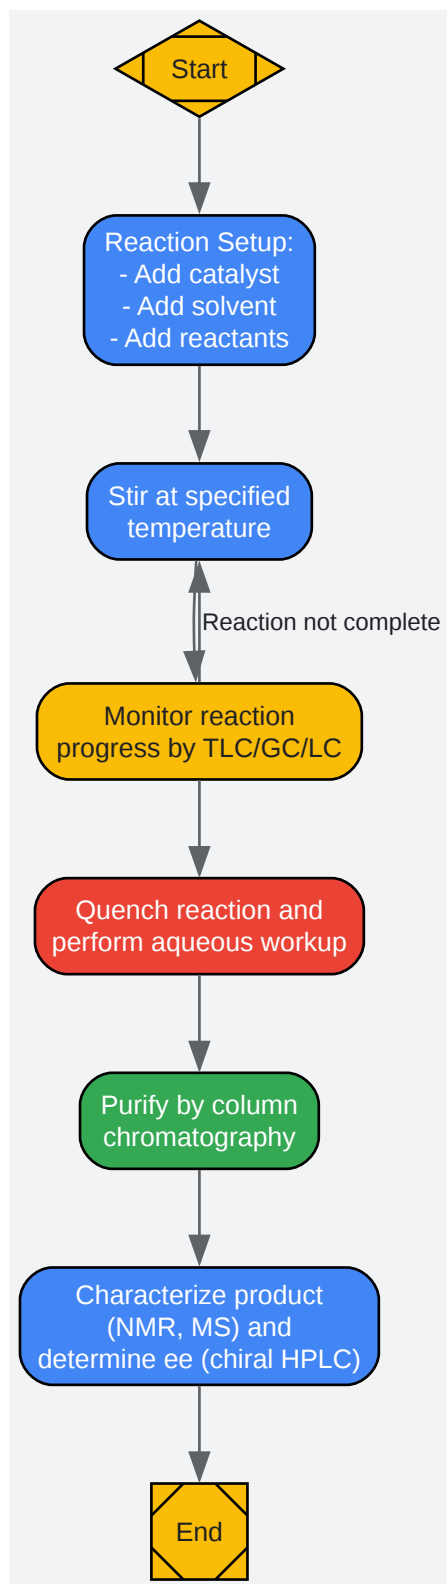 Start
Reaction Setup:
- Add catalyst
- Add solvent
- Add reactants
Stir at specified
temperature
Reaction not complete
Monitor reaction
progress by TLC/GC/LC
Quench reaction and
perform aqueous workup
Purify by column
chromatography
Characterize product
(NMR, MS) and
determine ee (chiral HPLC)
End